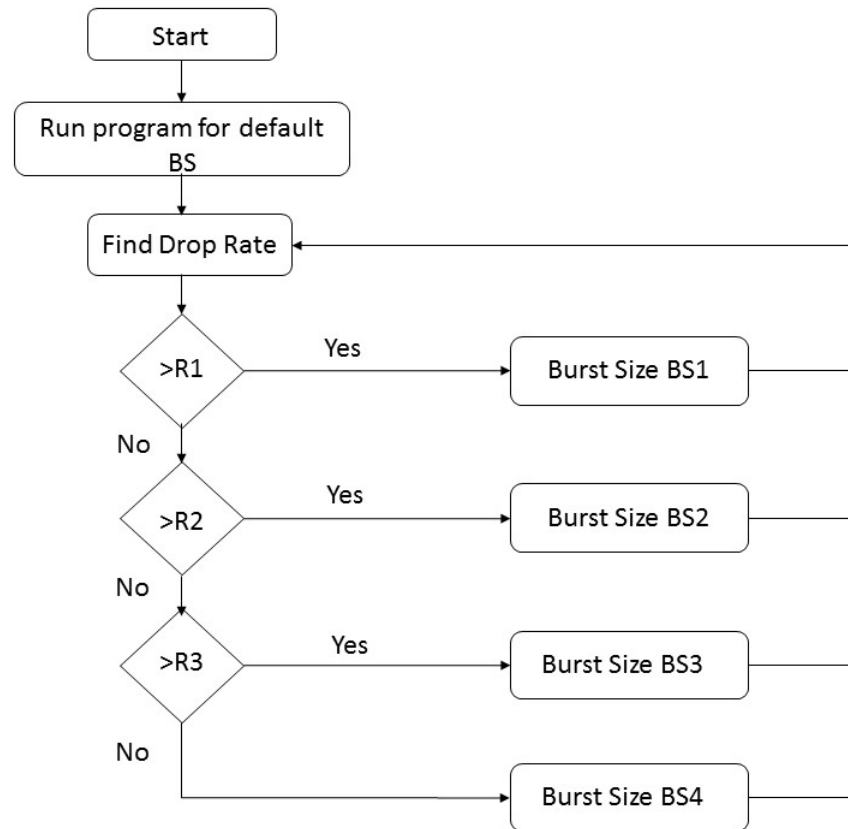 Start
Run program for default
BS
Find Drop Rate
>R1
Yes
Burst Size BS1
No
>R2
Yes
Burst Size BS2
No
>R3
Yes
Burst Size BS3
No
Burst Size BS4